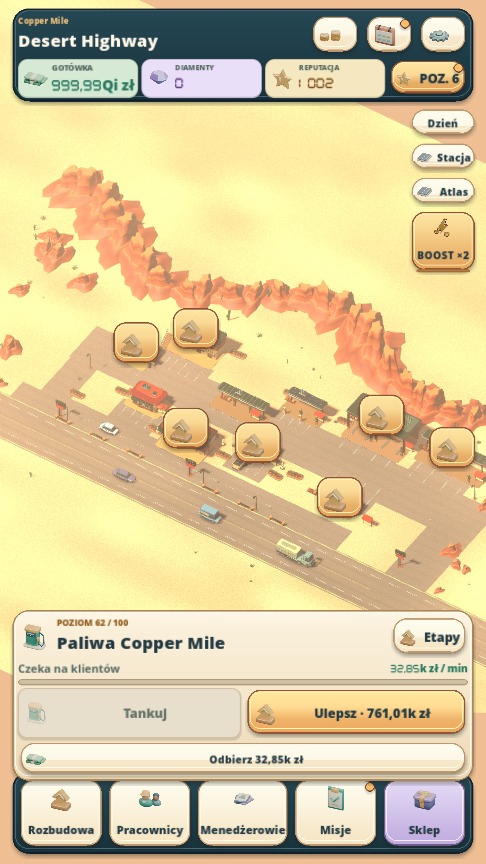 Copper Mile
Desert Highway
GOTÓWKA
999,99Qi zł
DIAMENTY
0
REPUTACJA
1 002
POZ. 6
Dzień
Stacja
Atlas
BOOST ×2
POZIOM 62 / 100
Paliwa Copper Mile
Etapy
Czeka na klientów
32,85k zł / min
Tankuj
Ulepsz · 761,01k zł
Odbierz 32,85k zł
Rozbudowa
Pracownicy
Menedżerowie
Misje
Sklep